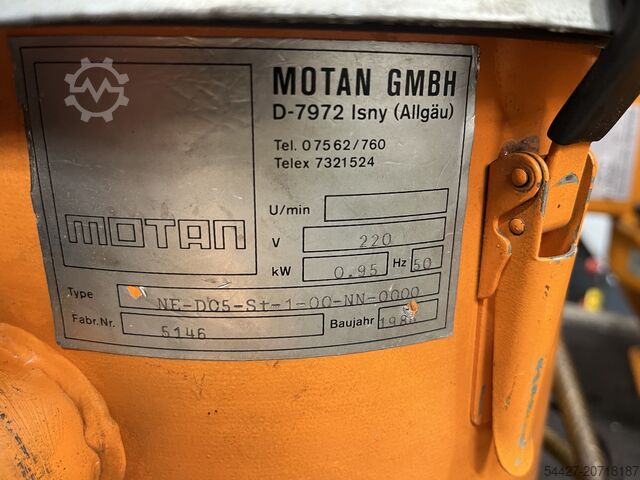 MOTAN GMBH
D-7972 Isny (Allgäu)
Tel. 07562/760
Telex 7321524
MOTAN
U/min
V 220
kW 0.95 Hz 50
Type NE-D05-St-1-00-NN-0000
Fabr.Nr. 5146 Baujahr
54427-20718187